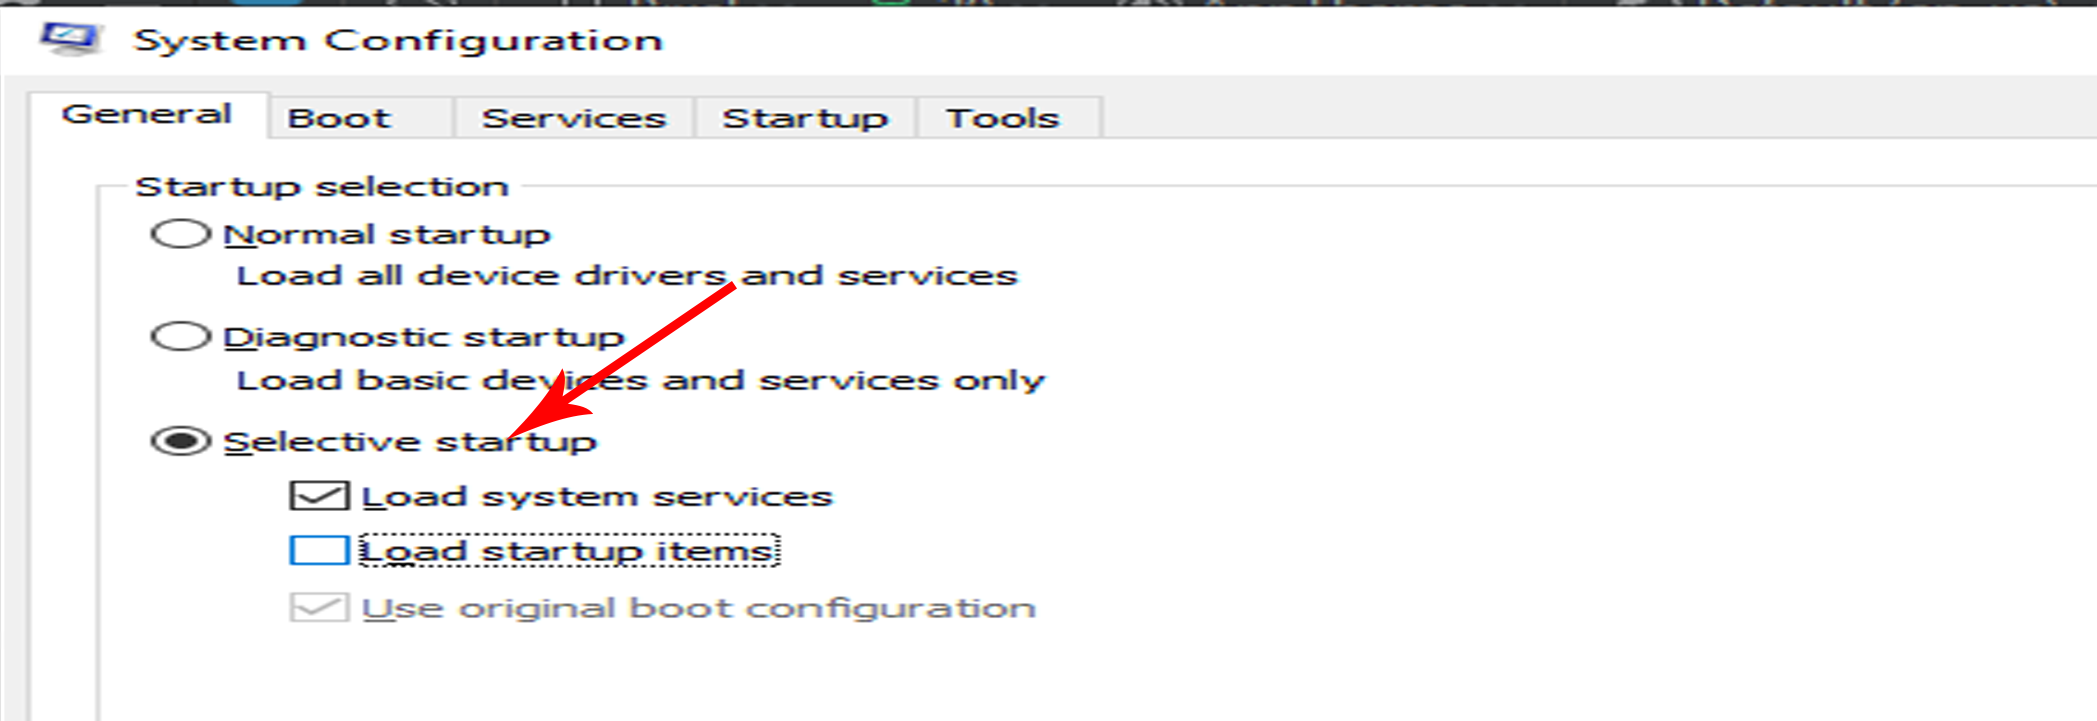 System Configuration
General Boot Services Startup Tools
Startup selection
Normal startup
Load all device drivers and services
Diagnostic startup
Load basic devices and services only
Selective startup
Load system services
Load startup items
Use original boot configuration